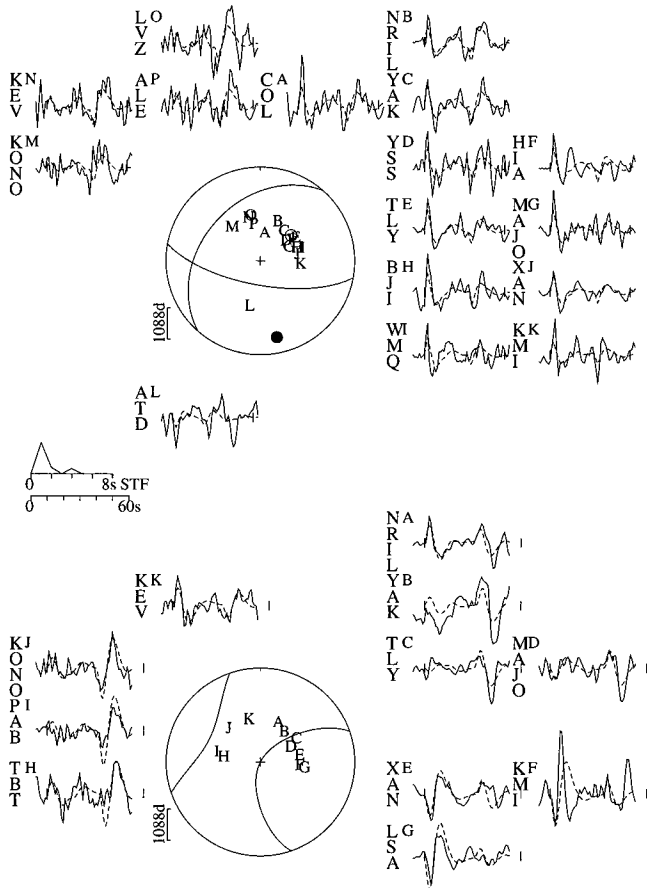 LVZ O
NRIL B
KEV N
ALE P
COL A
YAK C
KONO M
YSS D
HIA F
TLY E
MAJO G
BJI H
XAN J
WMQ I
KMI K
M
P
B
A
C
K
L
1088d
ATD L
0 8s STF
0 60s
NRIL A
KEV K
YAK B
KONO J
TLY C
MAJO D
PAB I
TBT H
XAN E
KMI F
LSA G
K
J
A
B
C
D
I
H
E
F
G
1088d